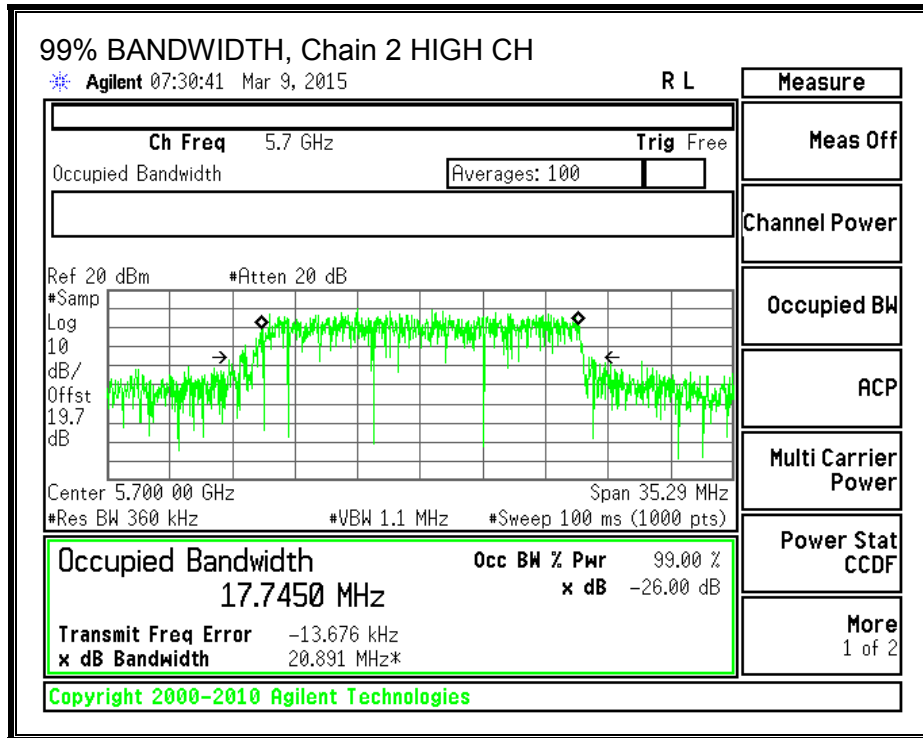 99% BANDWIDTH, Chain 2 HIGH CH
Agilent 07:30:41 Mar 9, 2015 R L
Measure
Ch Freq 5.7 GHz Trig Free
Occupied Bandwidth Averages: 100
Meas Off
Channel Power
Occupied BW
ACP
Multi Carrier
Power
Power Stat
CCDF
More
1 of 2
Ref 20 dBm #Atten 20 dB
#Samp
Log
10
dB/
Offst
19.7
dB
Center 5.700 00 GHz Span 35.29 MHz
#Res BW 360 kHz #VBW 1.1 MHz #Sweep 100 ms (1000 pts)
Occupied Bandwidth Occ BW % Pwr 99.00 %
17.7450 MHz x dB -26.00 dB
Transmit Freq Error -13.676 kHz
x dB Bandwidth 20.891 MHz*
Copyright 2000-2010 Agilent Technologies